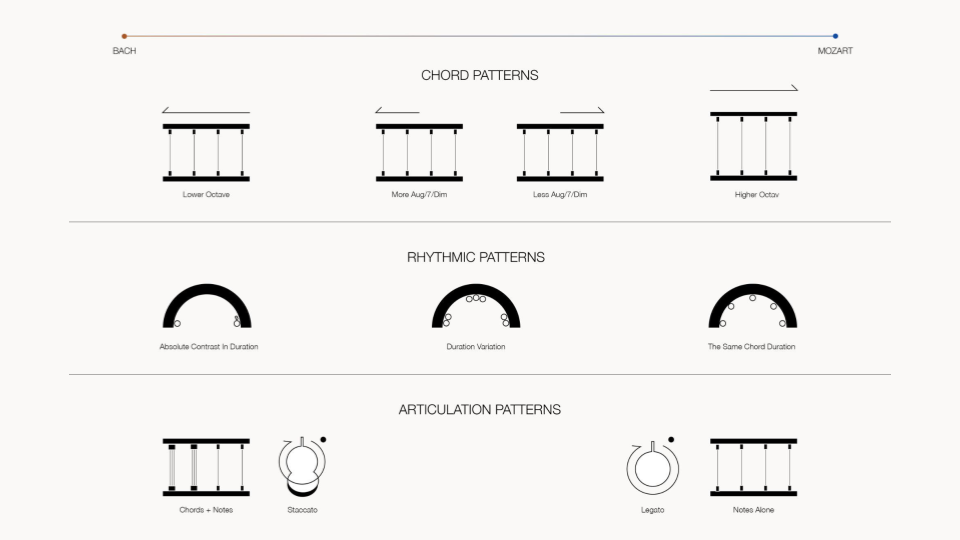 BACH
MOZART
CHORD PATTERNS
Lower Octave
More Aug/7/Dim
Less Aug/7/Dim
Higher Octav
RHYTHMIC PATTERNS
Absolute Contrast In Duration
Duration Variation
The Same Chord Duration
ARTICULATION PATTERNS
Chords + Notes
Staccato
Legato
Notes Alone